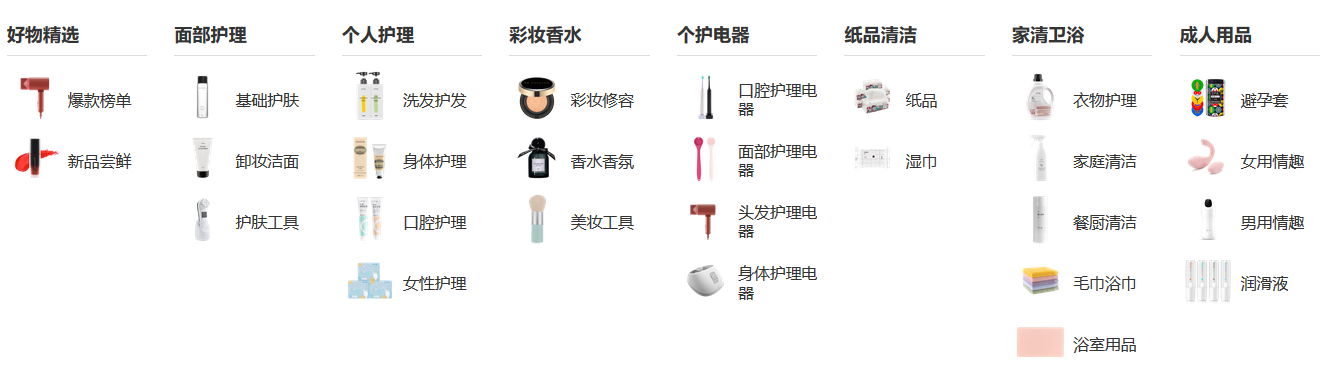 好物精选
爆款榜单
新品尝鲜
面部护理
基础护肤
卸妆洁面
护肤工具
个人护理
洗发护发
身体护理
口腔护理
女性护理
彩妆香水
彩妆修容
香水香氛
美妆工具
个护电器
口腔护理电
器
面部护理电
器
头发护理电
器
身体护理电
器
纸品清洁
纸品
湿巾
家清卫浴
衣物护理
家庭清洁
餐厨清洁
毛巾浴巾
浴室用品
成人用品
避孕套
女用情趣
男用情趣
润滑液